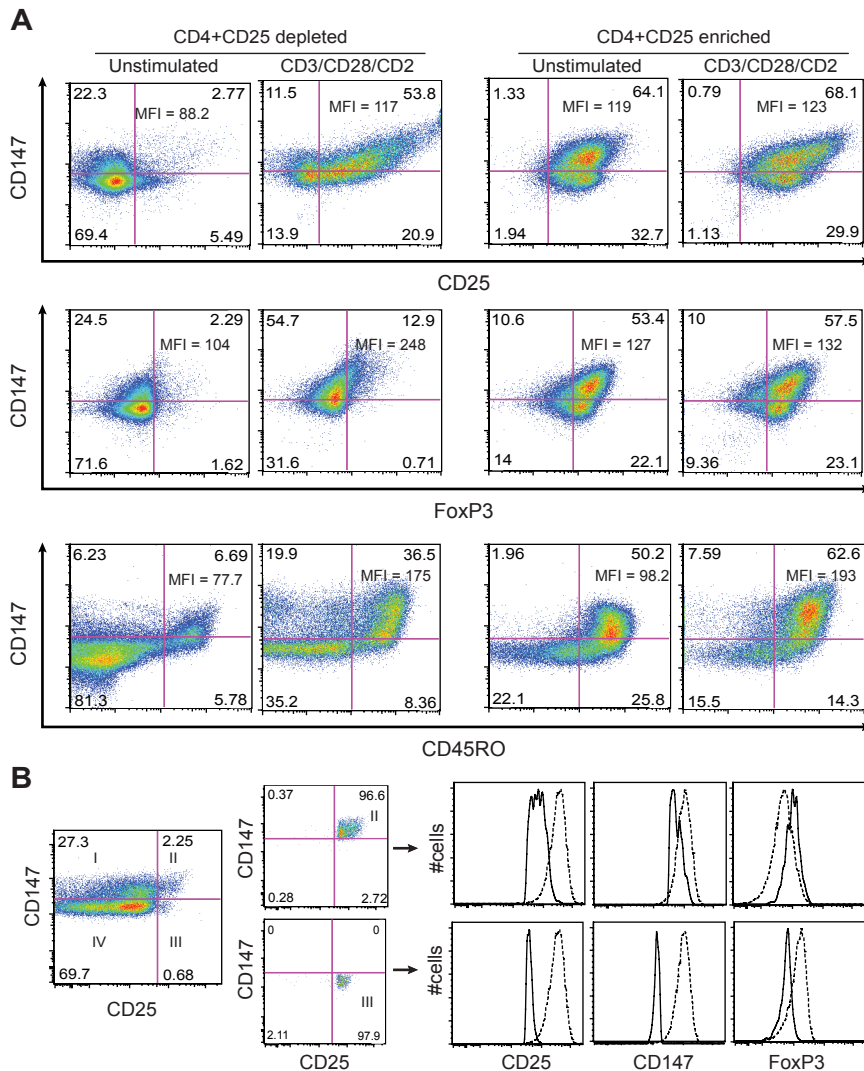 A
CD4+CD25 depleted
CD4+CD25 enriched
Unstimulated
CD3/CD28/CD2
Unstimulated
CD3/CD28/CD2
CD147
22.3 2.77
MFI = 88.2
69.4 5.49
11.5 53.8
MFI = 117
13.9 20.9
1.33 64.1
MFI = 119
1.94 32.7
0.79 68.1
MFI = 123
1.13 29.9
CD25
CD147
24.5 2.29
MFI = 104
71.6 1.62
54.7 12.9
MFI = 248
31.6 0.71
10.6 53.4
MFI = 127
14 22.1
10 57.5
MFI = 132
9.36 23.1
FoxP3
CD147
6.23 6.69
MFI = 77.7
81.3 5.78
19.9 36.5
MFI = 175
35.2 8.36
1.96 50.2
MFI = 98.2
22.1 25.8
7.59 62.6
MFI = 193
15.5 14.3
CD45RO
B
CD147
27.3 2.25
I II
IV III
69.7 0.68
CD25
CD147
0.37 96.6
II
0.28 2.72
CD147
0 0
III
2.11 97.9
CD25
#cells
#cells
CD25
CD147
FoxP3